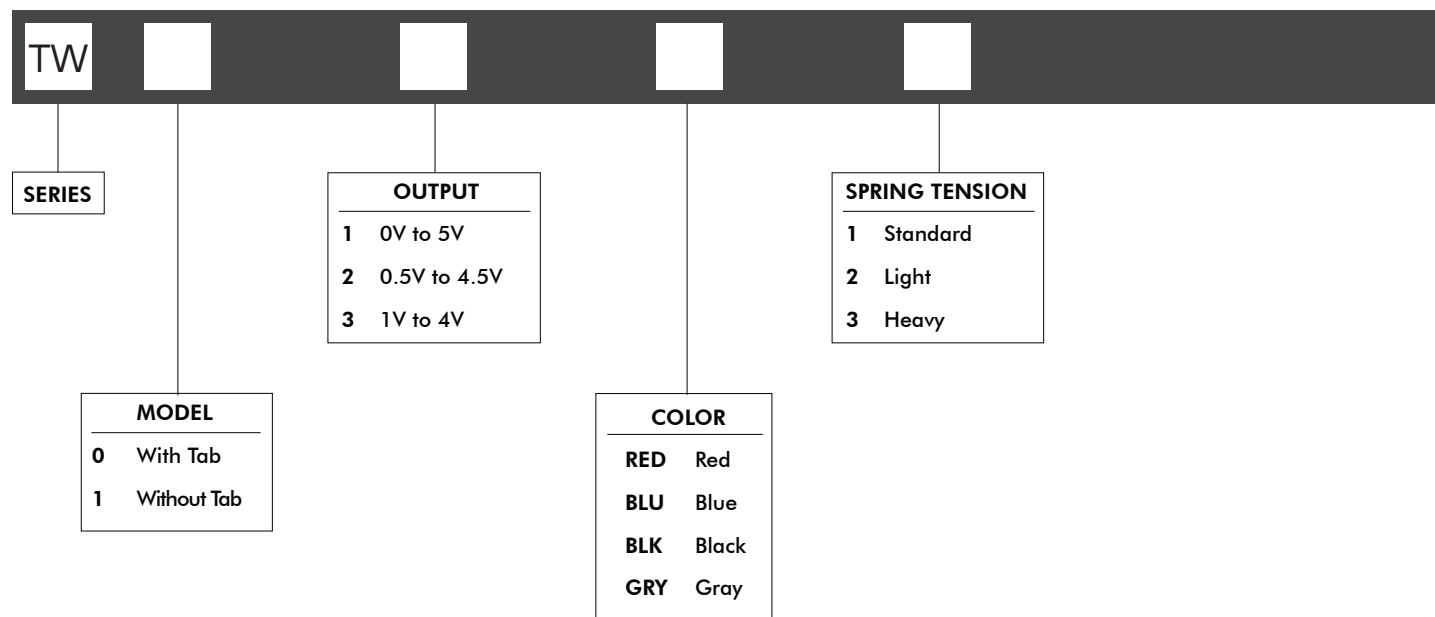 TW
SERIES
OUTPUT
1 0V to 5V
2 0.5V to 4.5V
3 1V to 4V
SPRING TENSION
1 Standard
2 Light
3 Heavy
MODEL
0 With Tab
1 Without Tab
COLOR
RED Red
BLU Blue
BLK Black
GRY Gray